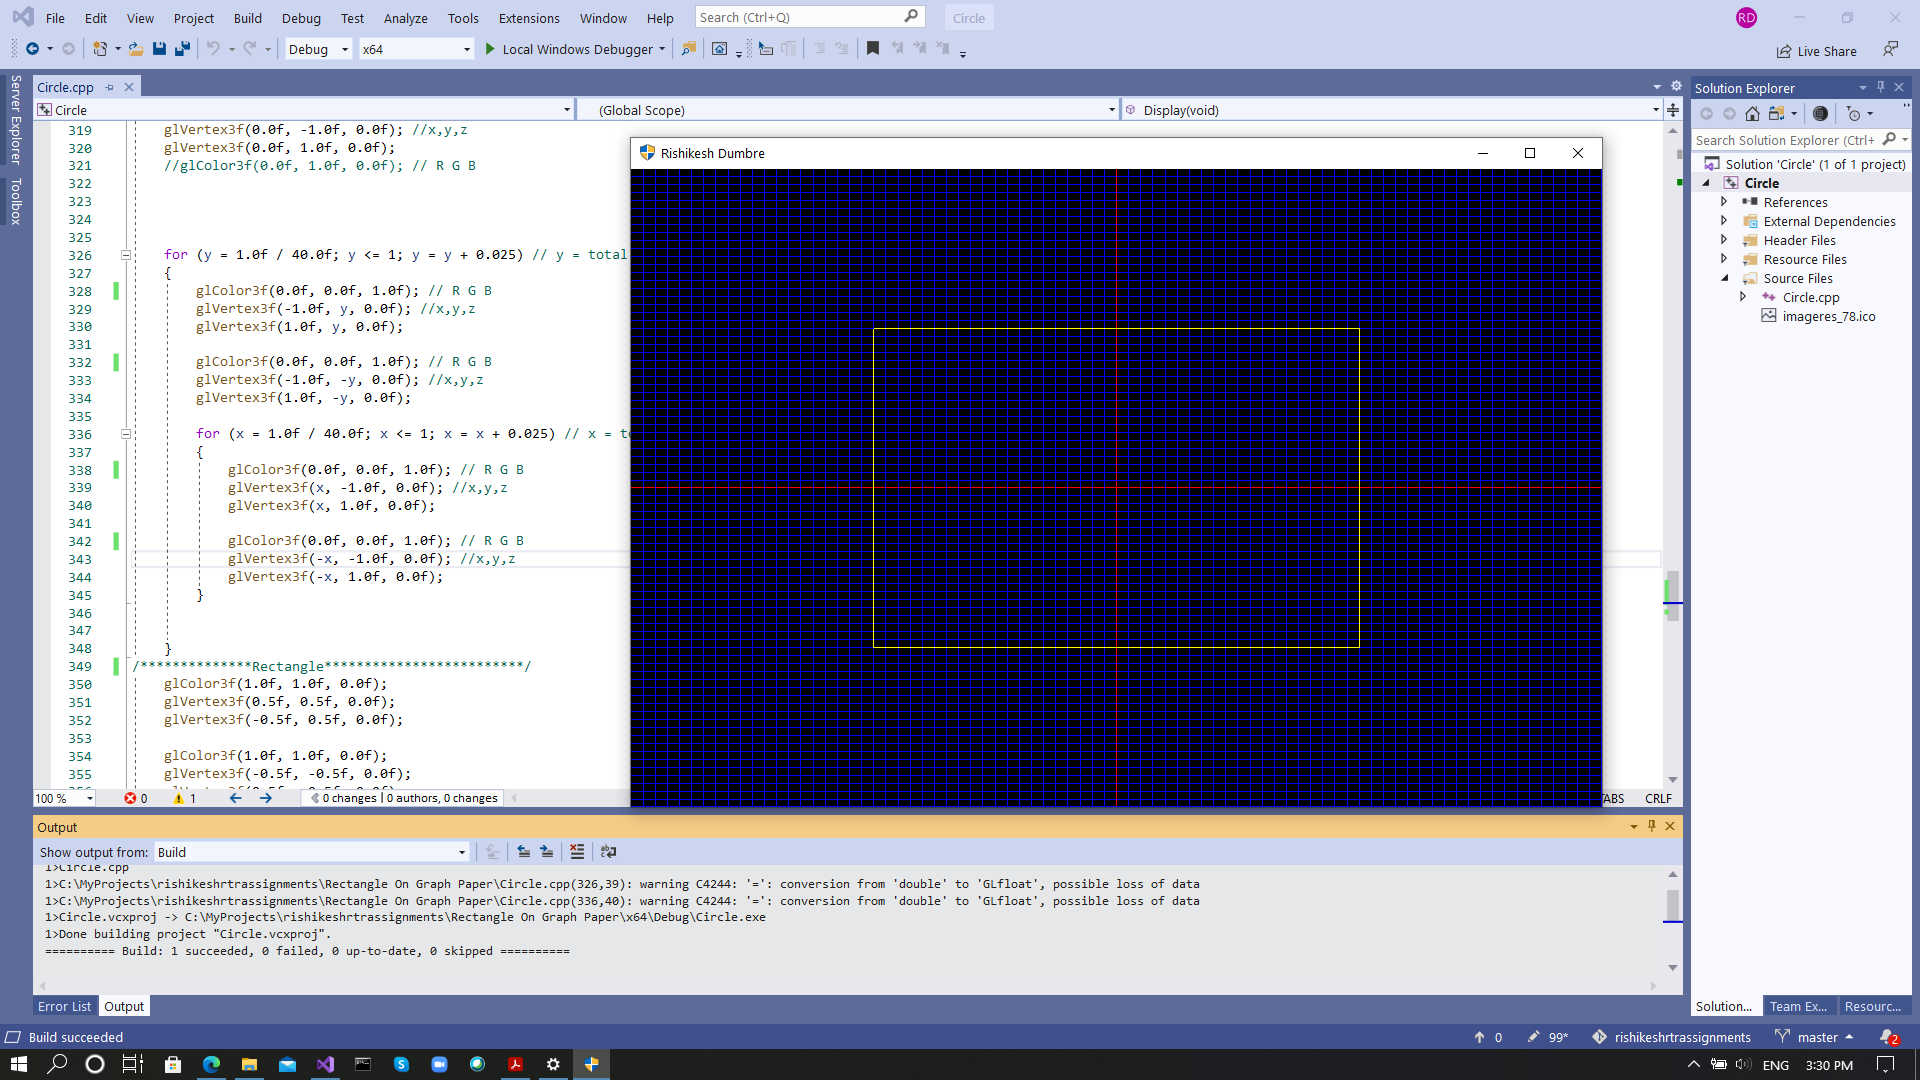 File Edit View Project Build Debug Test Analyze Tools Extensions Window Help Search (Ctrl+Q) Circle RD
Debug x64 Local Windows Debugger Live Share
Server Explorer
Toolbox
Circle.cpp
Circle (Global Scope) Display(void)
319 glVertex3f(0.0f, -1.0f, 0.0f); //x,y,z
320 glVertex3f(0.0f, 1.0f, 0.0f);
321 //glColor3f(0.0f, 1.0f, 0.0f); // R G B
322
323
324
325
326 for (y = 1.0f / 40.0f; y <= 1; y = y + 0.025) // y = total
327 {
328 glColor3f(0.0f, 0.0f, 1.0f); // R G B
329 glVertex3f(-1.0f, y, 0.0f); //x,y,z
330 glVertex3f(1.0f, y, 0.0f);
331
332 glColor3f(0.0f, 0.0f, 1.0f); // R G B
333 glVertex3f(-1.0f, -y, 0.0f); //x,y,z
334 glVertex3f(1.0f, -y, 0.0f);
335
336 for (x = 1.0f / 40.0f; x <= 1; x = x + 0.025) // x = to
337 {
338 glColor3f(0.0f, 0.0f, 1.0f); // R G B
339 glVertex3f(x, -1.0f, 0.0f); //x,y,z
340 glVertex3f(x, 1.0f, 0.0f);
341
342 glColor3f(0.0f, 0.0f, 1.0f); // R G B
343 glVertex3f(-x, -1.0f, 0.0f); //x,y,z
344 glVertex3f(-x, 1.0f, 0.0f);
345 }
346
347
348 }
349 /**************Rectangle*************************/
350 glColor3f(1.0f, 1.0f, 0.0f);
351 glVertex3f(0.5f, 0.5f, 0.0f);
352 glVertex3f(-0.5f, 0.5f, 0.0f);
353
354 glColor3f(1.0f, 1.0f, 0.0f);
355 glVertex3f(-0.5f, -0.5f, 0.0f);
Rishikesh Dumbre
100 % 0 1 0 changes | 0 authors, 0 changes TABS CRLF
Solution Explorer
Search Solution Explorer (Ctrl+
Solution 'Circle' (1 of 1 project)
Circle
References
External Dependencies
Header Files
Resource Files
Source Files
Circle.cpp
imageres_78.ico
Output
Show output from: Build
1>Circle.cpp
1>C:\MyProjects\rishikeshrtrassignments\Rectangle On Graph Paper\Circle.cpp(326,39): warning C4244: '=': conversion from 'double' to 'GLfloat', possible loss of data
1>C:\MyProjects\rishikeshrtrassignments\Rectangle On Graph Paper\Circle.cpp(336,40): warning C4244: '=': conversion from 'double' to 'GLfloat', possible loss of data
1>Circle.vcxproj -> C:\MyProjects\rishikeshrtrassignments\Rectangle On Graph Paper\x64\Debug\Circle.exe
1>Done building project "Circle.vcxproj".
========== Build: 1 succeeded, 0 failed, 0 up-to-date, 0 skipped ==========
Error List Output Solution... Team Ex... Resourc...
Build succeeded 0 99* rishikeshrtrassignments master 2
ENG 3:30 PM